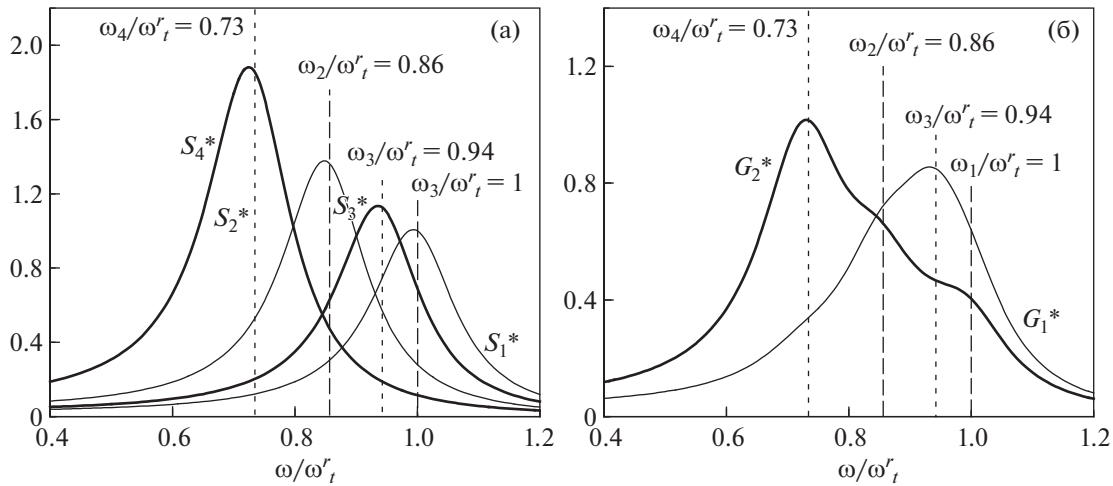 ω₄/ωʳₜ = 0.73
(а)
2.0
ω₂/ωʳₜ = 0.86
1.6
S₄*
ω₃/ωʳₜ = 0.94
1.2
S₂*
S₃*
ω₃/ωʳₜ = 1
0.8
0.4
S₁*
0
0.4
0.6
0.8
1.0
1.2
ω/ωʳₜ
ω₄/ωʳₜ = 0.73
(б)
ω₂/ωʳₜ = 0.86
1.2
ω₃/ωʳₜ = 0.94
G₂*
ω₁/ωʳₜ = 1
0.8
0.4
G₁*
0
0.4
0.6
0.8
1.0
1.2
ω/ωʳₜ